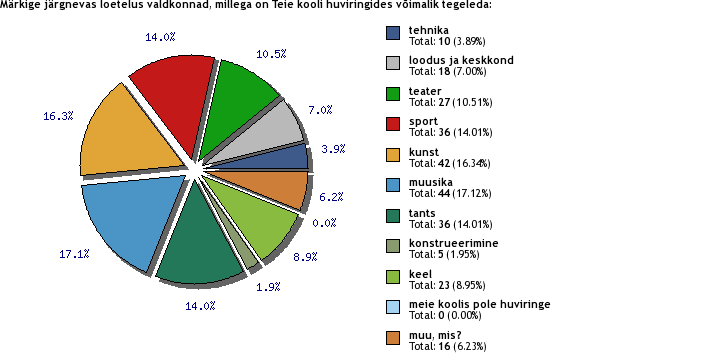 Märkige järgnevas loetelus valdkonnad, millega on Teie kooli huviringides võimalik tegeleda:
14.0%
10.5%
7.0%
3.9%
6.2%
0.0%
8.9%
1.9%
14.0%
17.1%
16.3%
tehnika
Total: 10 (3.89%)
loodus ja keskkond
Total: 18 (7.00%)
teater
Total: 27 (10.51%)
sport
Total: 36 (14.01%)
kunst
Total: 42 (16.34%)
muusika
Total: 44 (17.12%)
tants
Total: 36 (14.01%)
konstrueerimine
Total: 5 (1.95%)
keel
Total: 23 (8.95%)
meie koolis pole huviringe
Total: 0 (0.00%)
muu, mis?
Total: 16 (6.23%)